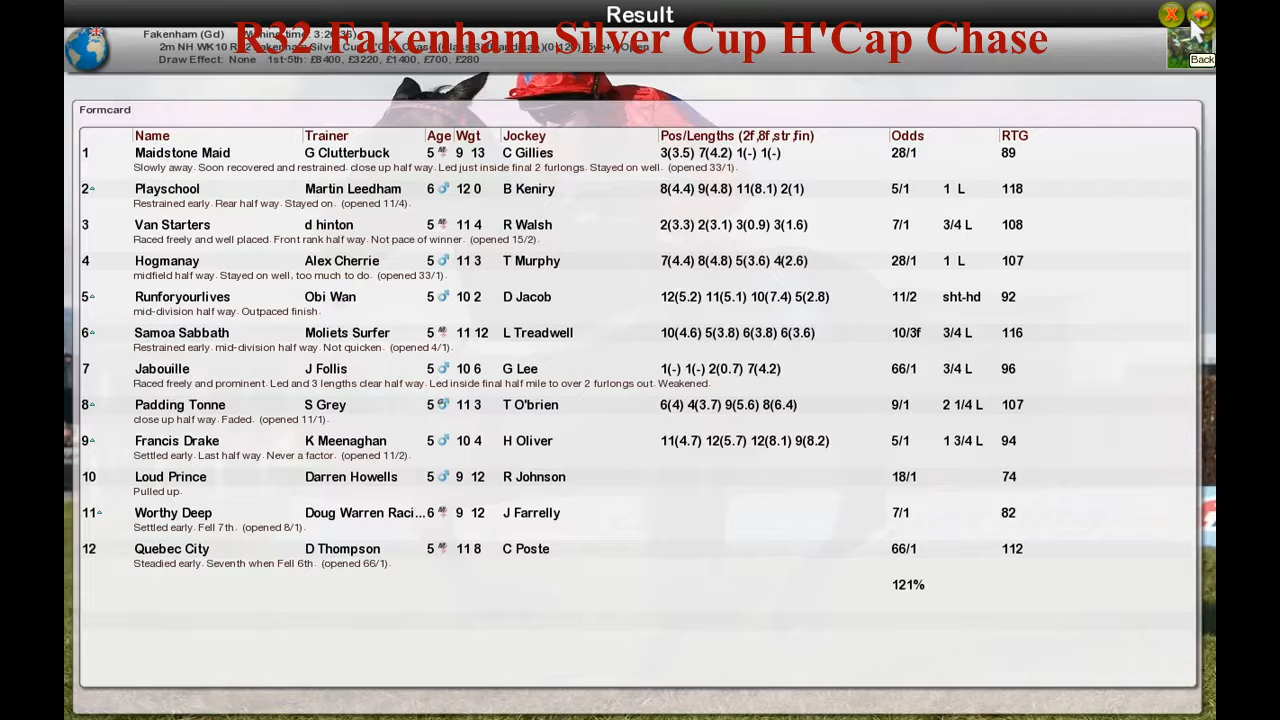 Result
R32 Fakenham Silver Cup H'Cap Chase
Fakenham (Gd)
2m NH WK10
Draw Effect: None 1st-5th: £8400, £3220, £1400, £700, £280
Back
Formcard
Name Trainer Age Wgt Jockey Pos/Lengths (2f,8f,str,fin) Odds RTG
1 Maidstone Maid G Clutterbuck 5 9 13 C Gillies 3(3.5) 7(4.2) 1(-) 1(-) 28/1 89
Slowly away. Soon recovered and restrained. close up half way. Led just inside final 2 furlongs. Stayed on well. (opened 33/1).
2 Playschool Martin Leedham 6 12 0 B Keniry 8(4.4) 9(4.8) 11(8.1) 2(1) 5/1 1 L 118
Restrained early. Rear half way. Stayed on. (opened 11/4).
3 Van Starters d hinton 5 11 4 R Walsh 2(3.3) 2(3.1) 3(0.9) 3(1.6) 7/1 3/4 L 108
Raced freely and well placed. Front rank half way. Not pace of winner. (opened 15/2).
4 Hogmanay Alex Cherrie 5 11 3 T Murphy 7(4.4) 8(4.8) 5(3.6) 4(2.6) 28/1 1 L 107
midfield half way. Stayed on well, too much to do. (opened 33/1).
5 Runforyourlives Obi Wan 5 10 2 D Jacob 12(5.2) 11(5.1) 10(7.4) 5(2.8) 11/2 sht-hd 92
mid-division half way. Outpaced finish.
6 Samoa Sabbath Moliets Surfer 5 11 12 L Treadwell 10(4.6) 5(3.8) 6(3.8) 6(3.6) 10/3f 3/4 L 116
Restrained early. mid-division half way. Not quicken. (opened 4/1).
7 Jabouille J Follis 5 10 6 G Lee 1(-) 1(-) 2(0.7) 7(4.2) 66/1 3/4 L 96
Raced freely and prominent. Led and 3 lengths clear half way. Led inside final half mile to over 2 furlongs out. Weakened.
8 Padding Tonne S Grey 5 11 3 T O'brien 6(4) 4(3.7) 9(5.6) 8(6.4) 9/1 2 1/4 L 107
close up half way. Faded. (opened 11/1).
9 Francis Drake K Meenaghan 5 10 4 H Oliver 11(4.7) 12(5.7) 12(8.1) 9(8.2) 5/1 1 3/4 L 94
Settled early. Last half way. Never a factor. (opened 11/2).
10 Loud Prince Darren Howells 5 9 12 R Johnson 18/1 74
Pulled up.
11 Worthy Deep Doug Warren Raci... 6 9 12 J Farrelly 7/1 82
Settled early. Fell 7th. (opened 8/1).
12 Quebec City D Thompson 5 11 8 C Poste 66/1 112
Steadied early. Seventh when Fell 6th. (opened 66/1).
121%